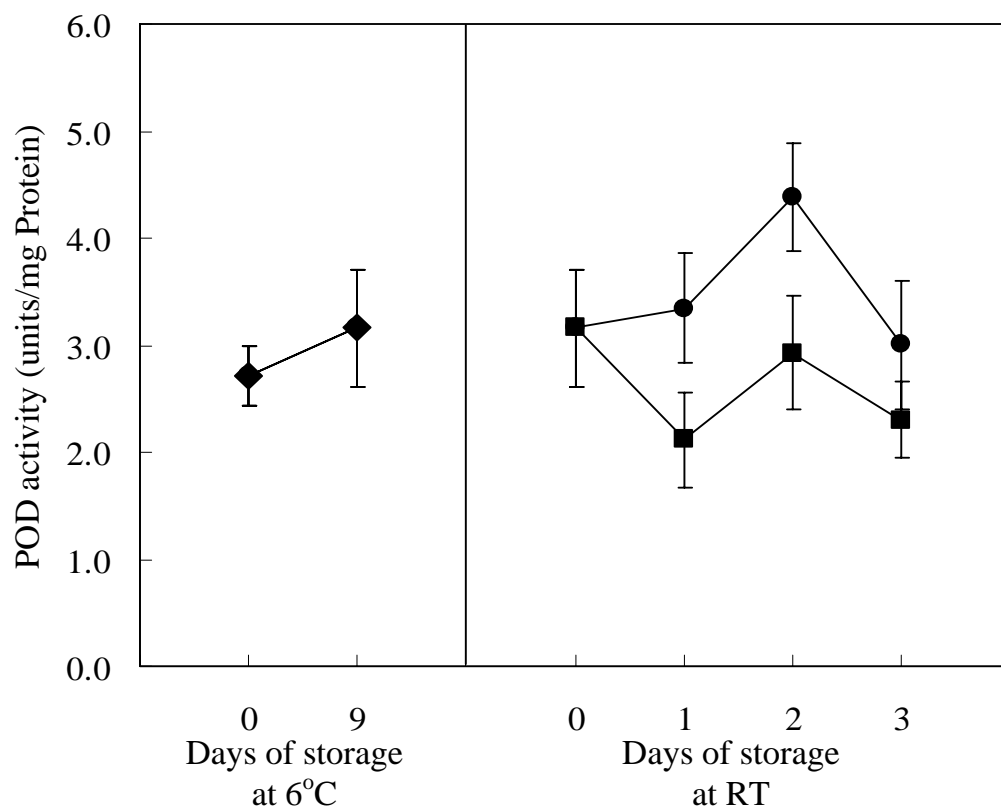 POD activity (units/mg Protein)
6.0
5.0
4.0
3.0
2.0
1.0
0.0
0 9
Days of storage
at 6°C
0 1 2 3
Days of storage
at RT